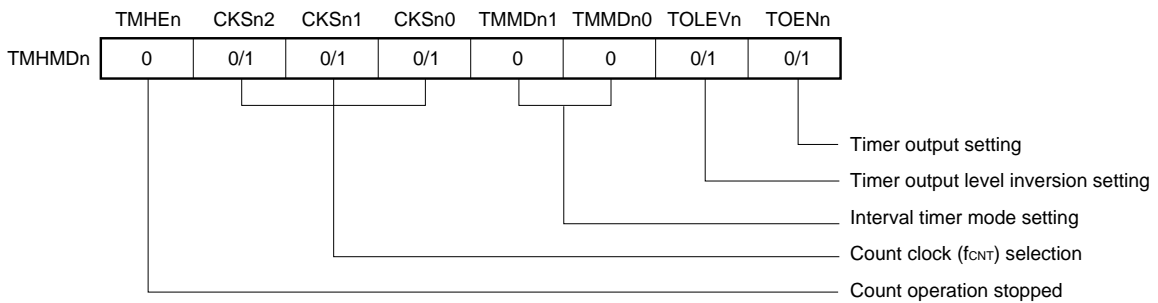 TMHEn CKSn2 CKSn1 CKSn0 TMMDn1 TMMDn0 TOLEVn TOENn
TMHMDn 0 0/1 0/1 0/1 0 0 0/1 0/1
Timer output setting
Timer output level inversion setting
Interval timer mode setting
Count clock (fCNT) selection
Count operation stopped